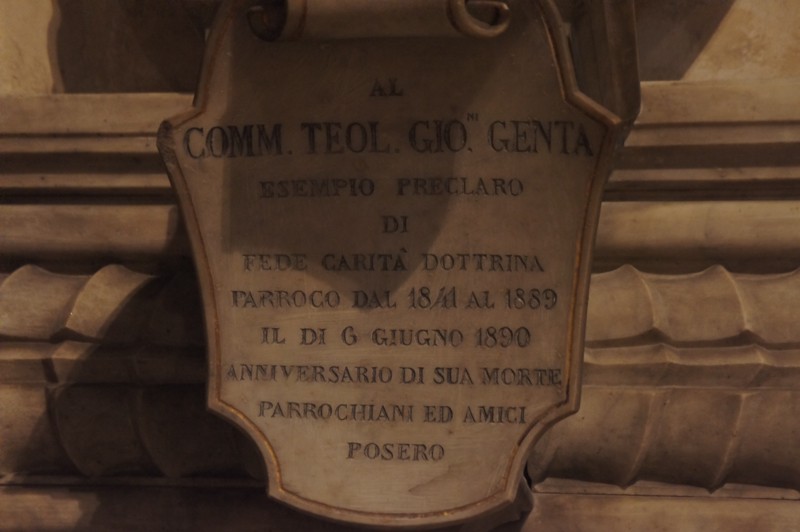 AL
COMM. TEOL. GIO.NI GENTA
ESEMPIO PRECLARO
DI
FEDE CARITÀ DOTTRINA
PARROCO DAL 1841 AL 1889
IL DI 6 GIUGNO 1890
ANNIVERSARIO DI SUA MORTE
PARROCHIANI ED AMICI
POSERO